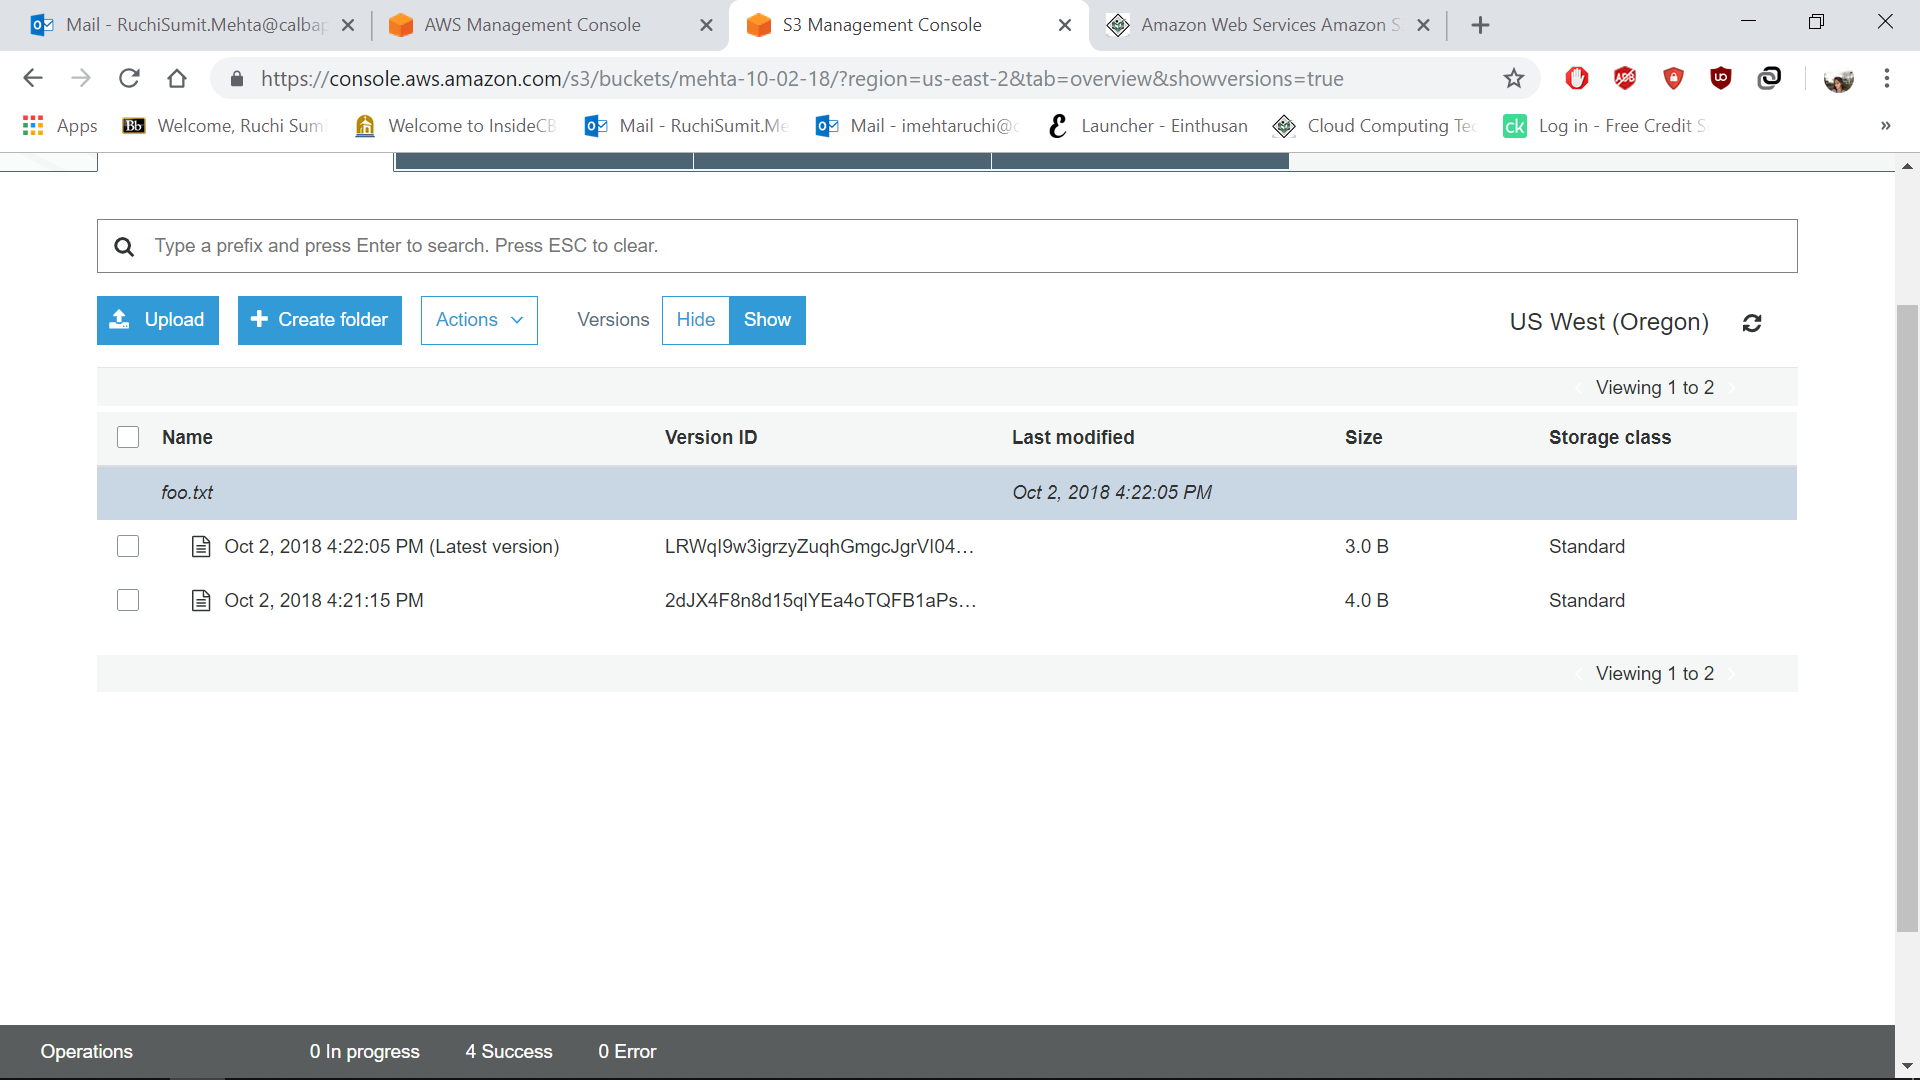 Mail - RuchiSumit.Mehta@calbap
AWS Management Console
S3 Management Console
Amazon Web Services Amazon S
https://console.aws.amazon.com/s3/buckets/mehta-10-02-18/?region=us-east-2&tab=overview&showversions=true
ABP
Apps
Bb Welcome, Ruchi Sumi
Welcome to InsideCB
Mail - RuchiSumit.Me
Mail - imehtaruchi@
Launcher - Einthusan
Cloud Computing Tec
ck Log in - Free Credit S
»
Type a prefix and press Enter to search. Press ESC to clear.
Upload
Create folder
Actions
Versions Hide Show
US West (Oregon)
Viewing 1 to 2
Name Version ID Last modified Size Storage class
foo.txt Oct 2, 2018 4:22:05 PM
Oct 2, 2018 4:22:05 PM (Latest version) 3.0 B Standard
Oct 2, 2018 4:21:15 PM 4.0 B Standard
Viewing 1 to 2
Operations 0 In progress 4 Success 0 Error